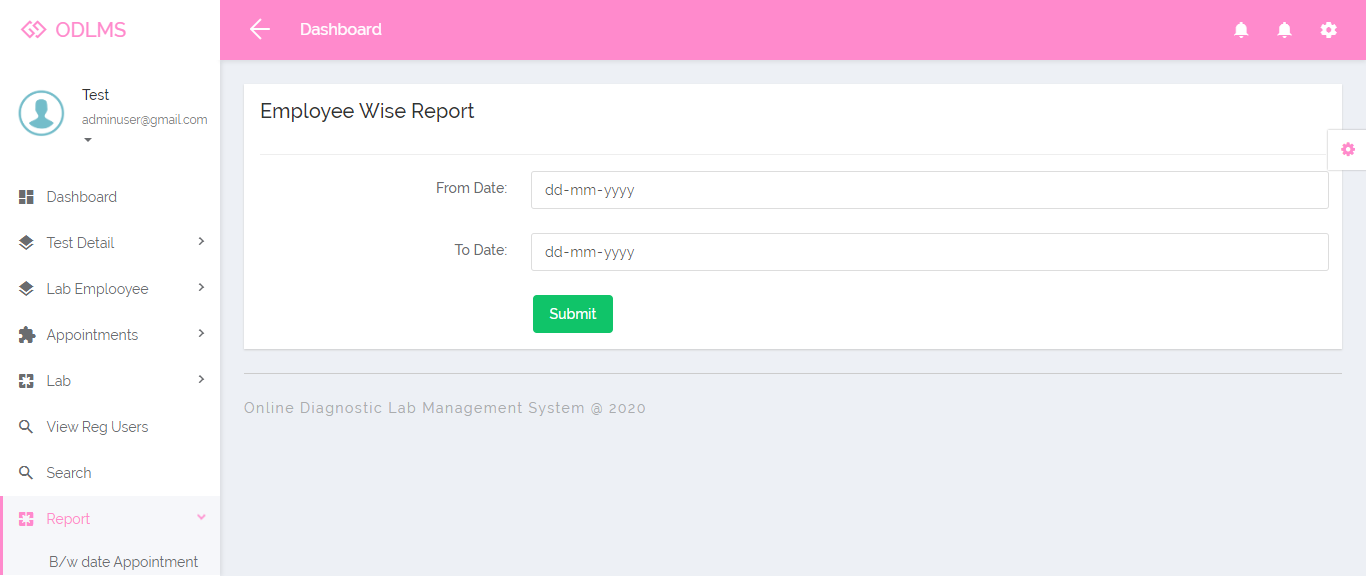 ODLMS
Dashboard
Test
adminuser@gmail.com
Dashboard
Test Detail
Lab Emplooyee
Appointments
Lab
View Reg Users
Search
Report
B/w date Appointment
Employee Wise Report
From Date: dd-mm-yyyy
To Date: dd-mm-yyyy
Submit
Online Diagnostic Lab Management System @ 2020